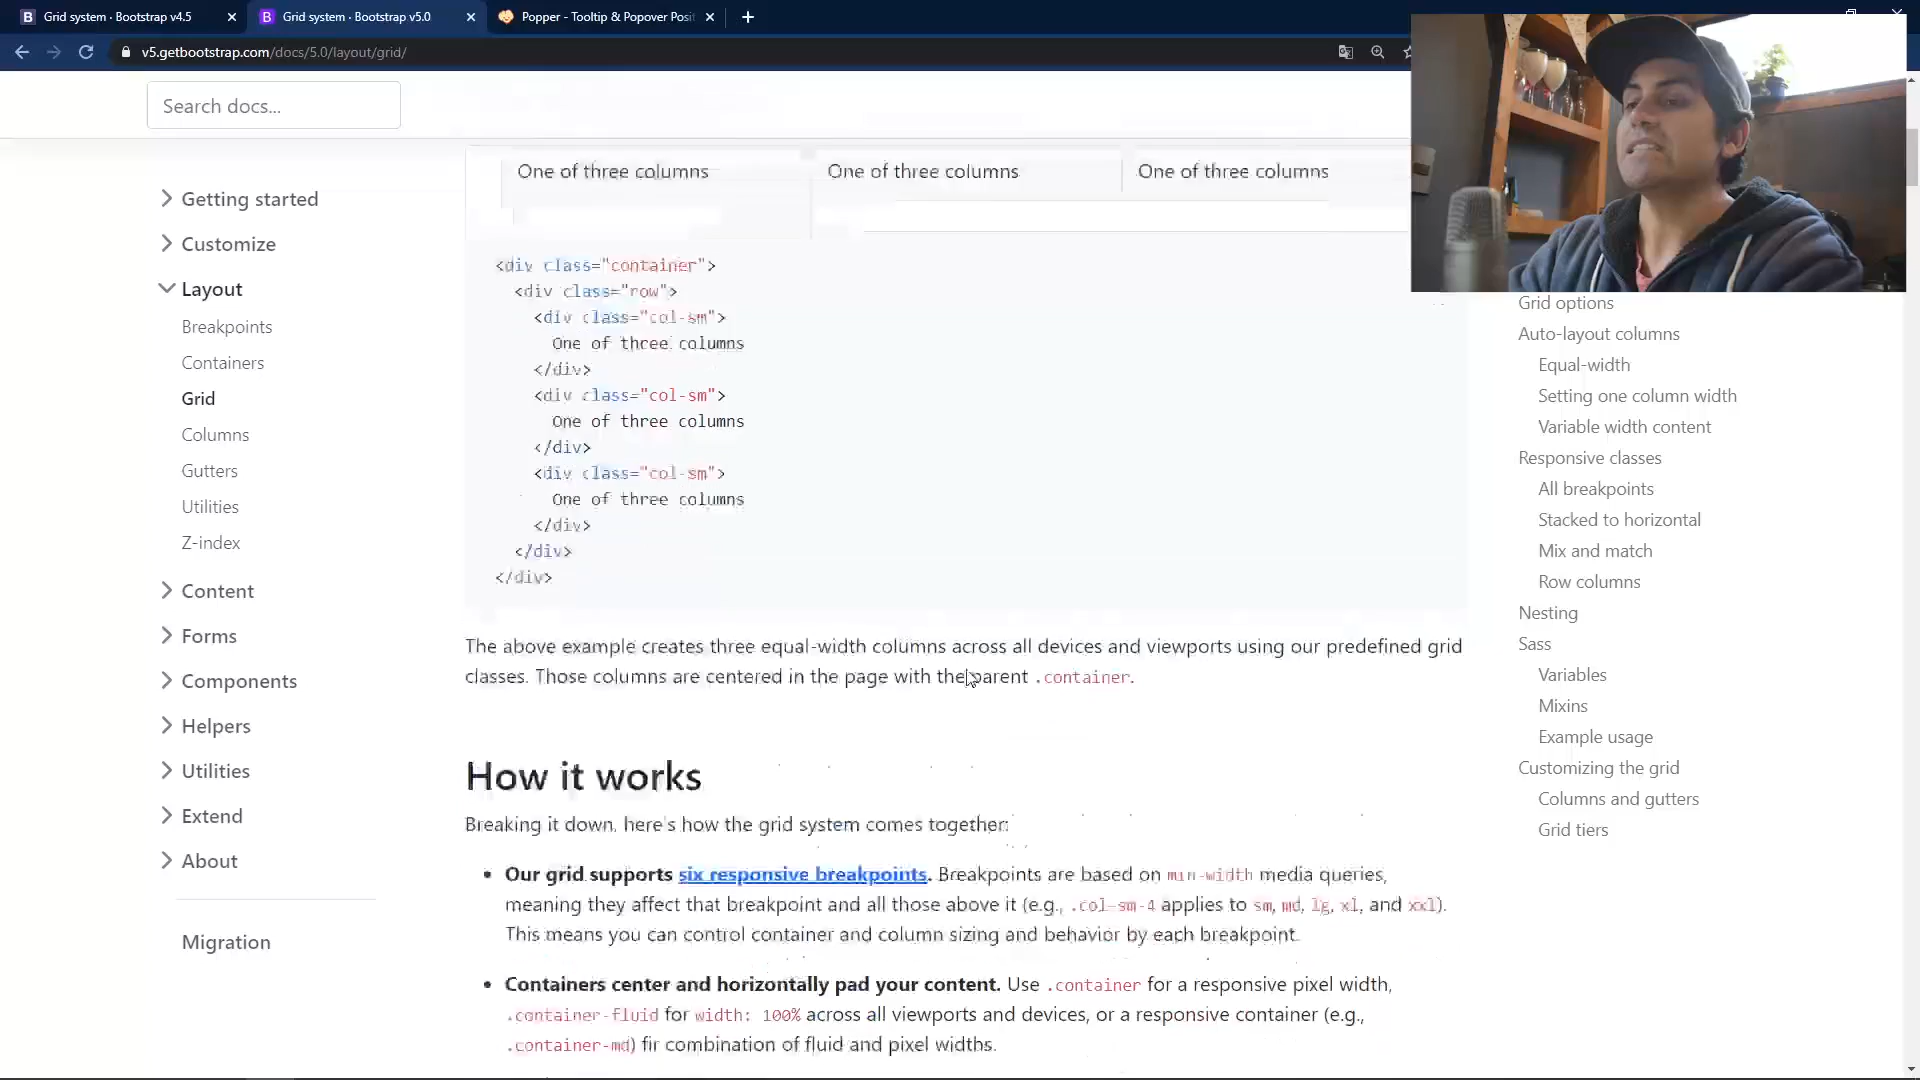 Grid system · Bootstrap v4.5
Grid system · Bootstrap v5.0
Popper - Tooltip & Popover Posit
v5.getbootstrap.com/docs/5.0/layout/grid/
Search docs...
Getting started
Customize
Layout
Breakpoints
Containers
Grid
Columns
Gutters
Utilities
Z-index
Content
Forms
Components
Helpers
Utilities
Extend
About
Migration
One of three columns One of three columns One of three columns
<div class="container">
<div class="row">
<div class="col-sm">
One of three columns
</div>
<div class="col-sm">
One of three columns
</div>
<div class="col-sm">
One of three columns
</div>
</div>
</div>
The above example creates three equal-width columns across all devices and viewports using our predefined grid
classes. Those columns are centered in the page with the parent .container.
How it works
Breaking it down, here's how the grid system comes together:
• Our grid supports six responsive breakpoints. Breakpoints are based on min-width media queries,
meaning they affect that breakpoint and all those above it (e.g., .col-sm-4 applies to sm, md, lg, xl, and xxl).
This means you can control container and column sizing and behavior by each breakpoint.
• Containers center and horizontally pad your content. Use .container for a responsive pixel width,
.container-fluid for width: 100% across all viewports and devices, or a responsive container (e.g.,
.container-md) fir combination of fluid and pixel widths.
Grid options
Auto-layout columns
Equal-width
Setting one column width
Variable width content
Responsive classes
All breakpoints
Stacked to horizontal
Mix and match
Row columns
Nesting
Sass
Variables
Mixins
Example usage
Customizing the grid
Columns and gutters
Grid tiers